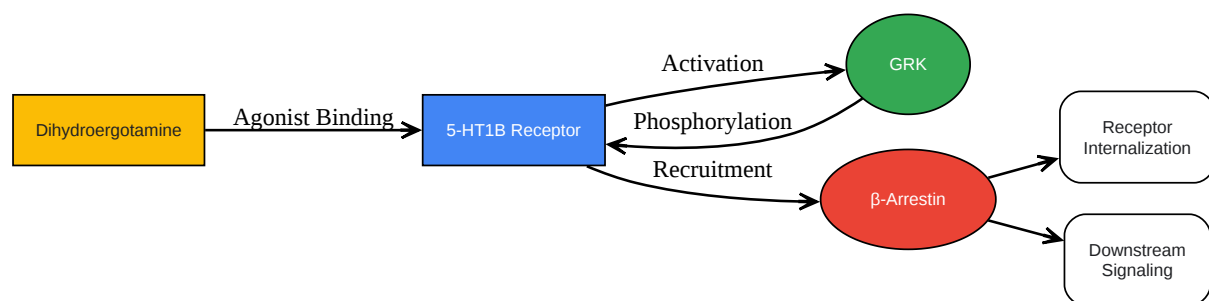 Dihydroergotamine
Agonist Binding
5-HT1B Receptor
Activation
Phosphorylation
Recruitment
GRK
β-Arrestin
Receptor
Internalization
Downstream
Signaling